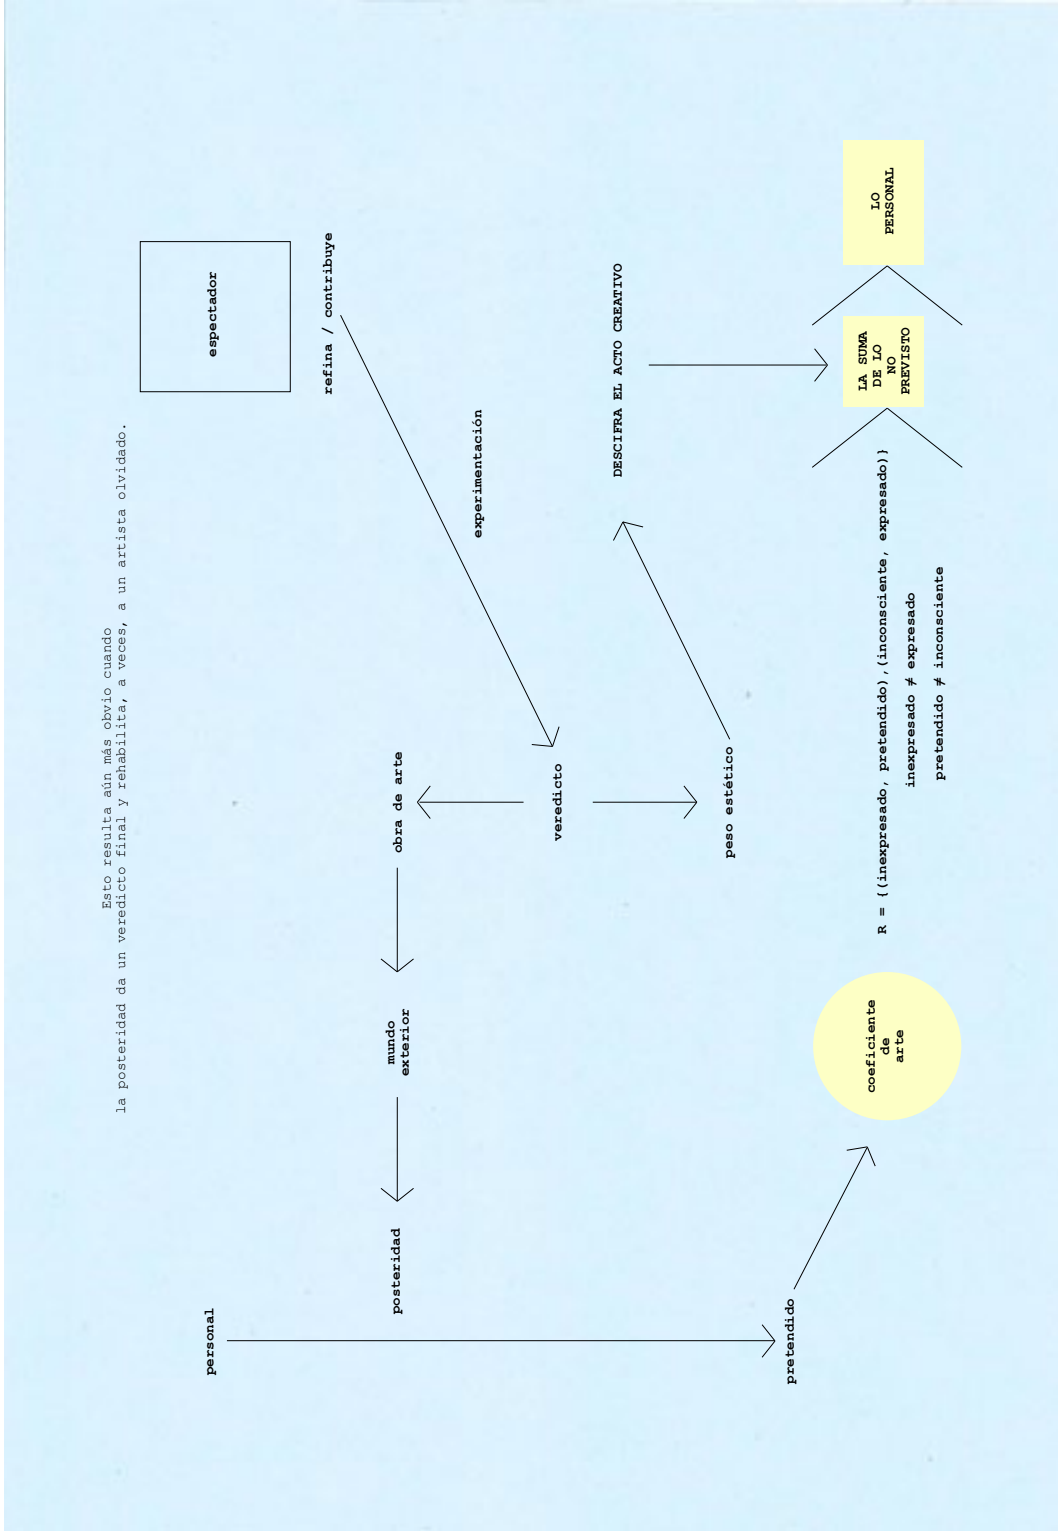 Esto resulta aún más obvio cuando
la posteridad da un veredicto final y rehabilita, a veces, a un artista olvidado.
personal
espectador
refina / contribuye
posteridad
mundo
exterior
obra de arte
experimentación
veredicto
DESCIFRA EL ACTO CREATIVO
peso estético
pretendido
coeficiente
de
arte
R = {(inexpresado, pretendido),(inconsciente, expresado)}
inexpresado ≠ expresado
pretendido ≠ inconsciente
LA SUMA
DE LO
NO
PREVISTO
LO
PERSONAL